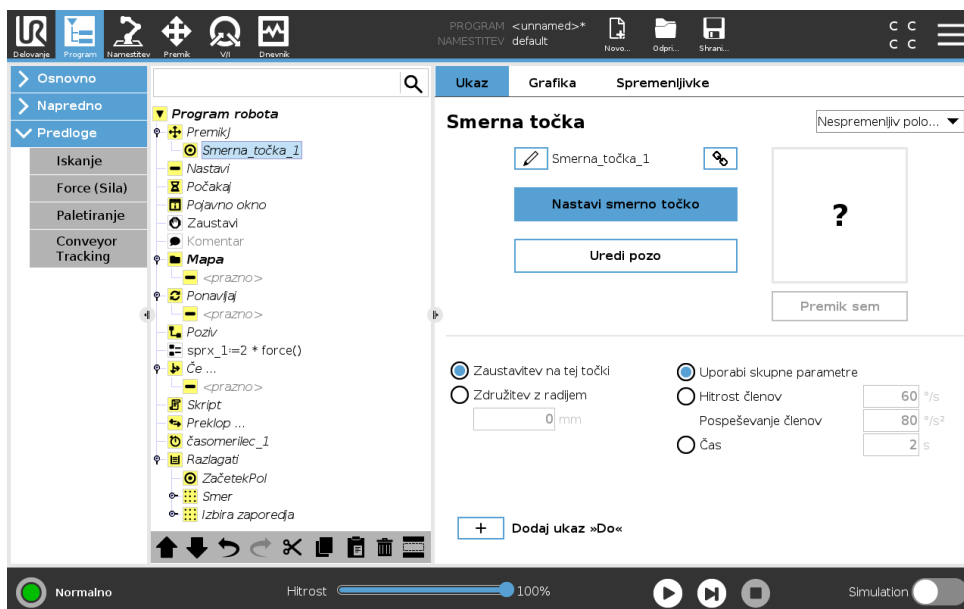 PROGRAM <unnamed>*
NAMESTITEV default
Delovanje
Program
Namestitev
Premik
V/I
Dnevnik
Novo...
Odpri...
Shrani...
C C
C C
Osnovno
Napredno
Predloge
Iskanje
Force (Sila)
Paletiranje
Conveyor
Tracking
Program robota
PremikJ
Smerna_točka_1
Nastavi
Počakaj
Pojavno okno
Zaustavi
Komentar
Mapa
<prazno>
Ponavljaj
<prazno>
Poziv
sprx_1:=2 * force()
Če ...
<prazno>
Skript
Preklop ...
časomerilec_1
Razlagati
ZačetekPol
Smer
Izbira zaporedja
Ukaz
Grafika
Spremenljivke
Smerna točka
Nespremenljiv polo...
Smerna_točka_1
Nastavi smerno točko
Uredi pozo
?
Premik sem
Zaustavitev na tej točki
Združitev z radijem
0 mm
Uporabi skupne parametre
Hitrost členov 60 °/s
Pospeševanje členov 80 °/s²
Čas 2 s
+ Dodaj ukaz »Do«
Normalno
Hitrost 100%
Simulation